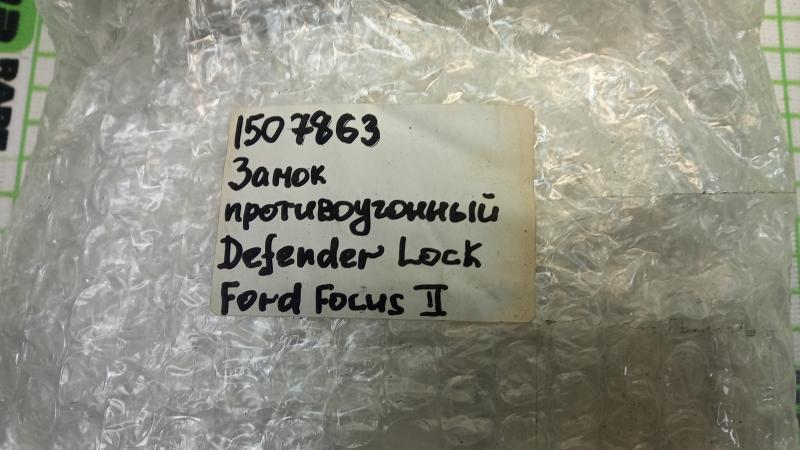 1507863
Замок
противоугонный
Defender Lock
Ford Focus II